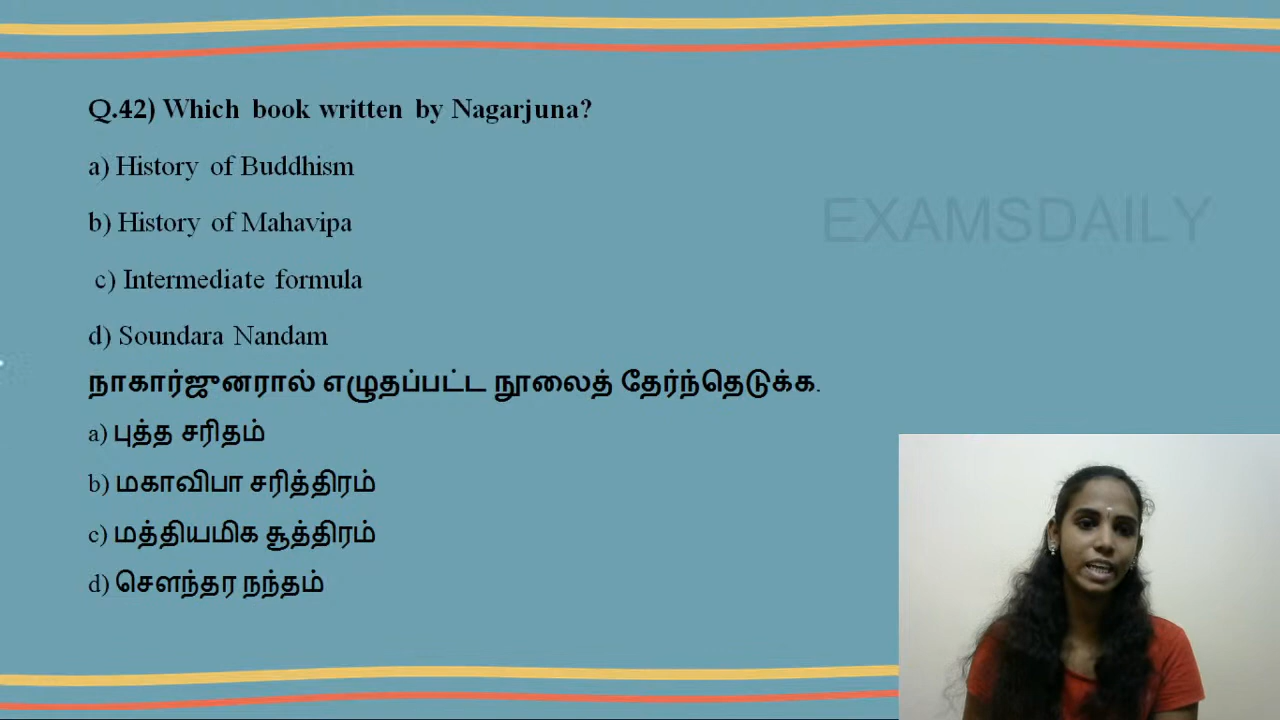 Q.42) Which book written by Nagarjuna?
a) History of Buddhism
b) History of Mahavipa
EXAMSDAILY
c) Intermediate formula
d) Soundara Nandam
நாகார்ஜுனரால் எழுதப்பட்ட நூலைத் தேர்ந்தெடுக்க.
a) புத்த சரிதம்
b) மகாவிபா சரித்திரம்
c) மத்தியமிக சூத்திரம்
d) சௌந்தர நந்தம்